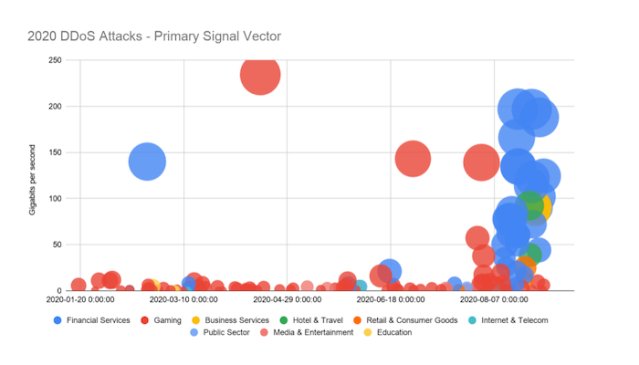 2020 DDoS Attacks - Primary Signal Vector
250
200
150
100
50
0
Gigabits per second
2020-01-20 0:00:00 2020-03-10 0:00:00 2020-04-29 0:00:00 2020-06-18 0:00:00 2020-08-07 0:00:00
Financial Services Gaming Business Services Hotel & Travel Retail & Consumer Goods Internet & Telecom
Public Sector Media & Entertainment Education